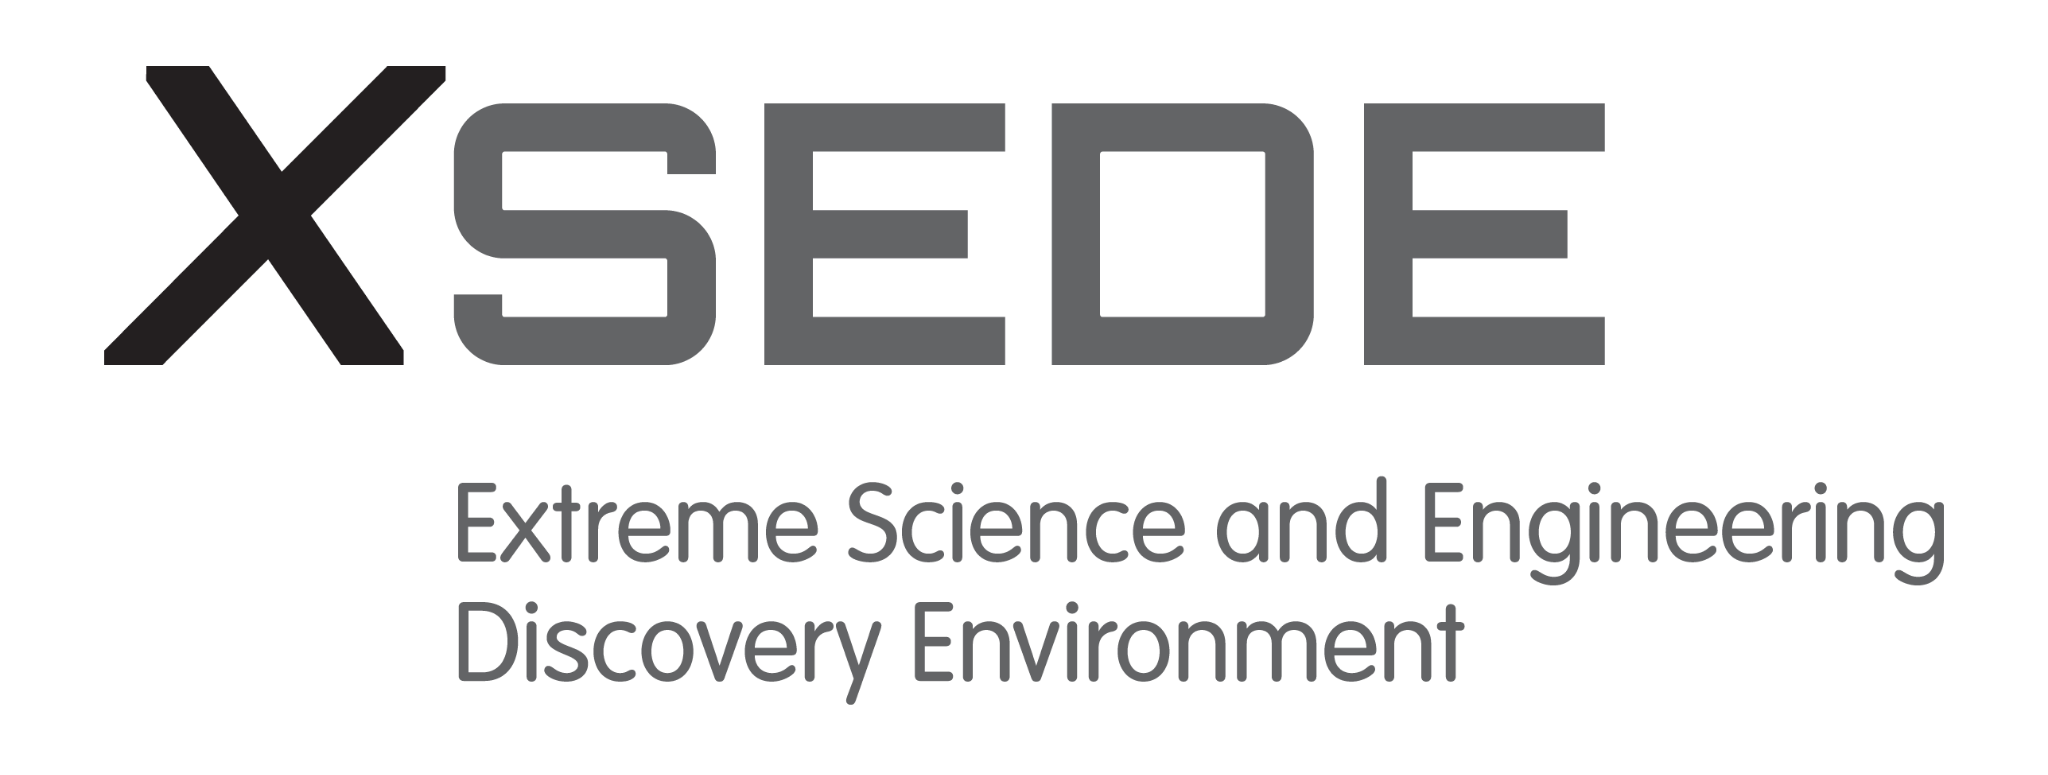 XSEDE
Extreme Science and Engineering
Discovery Environment